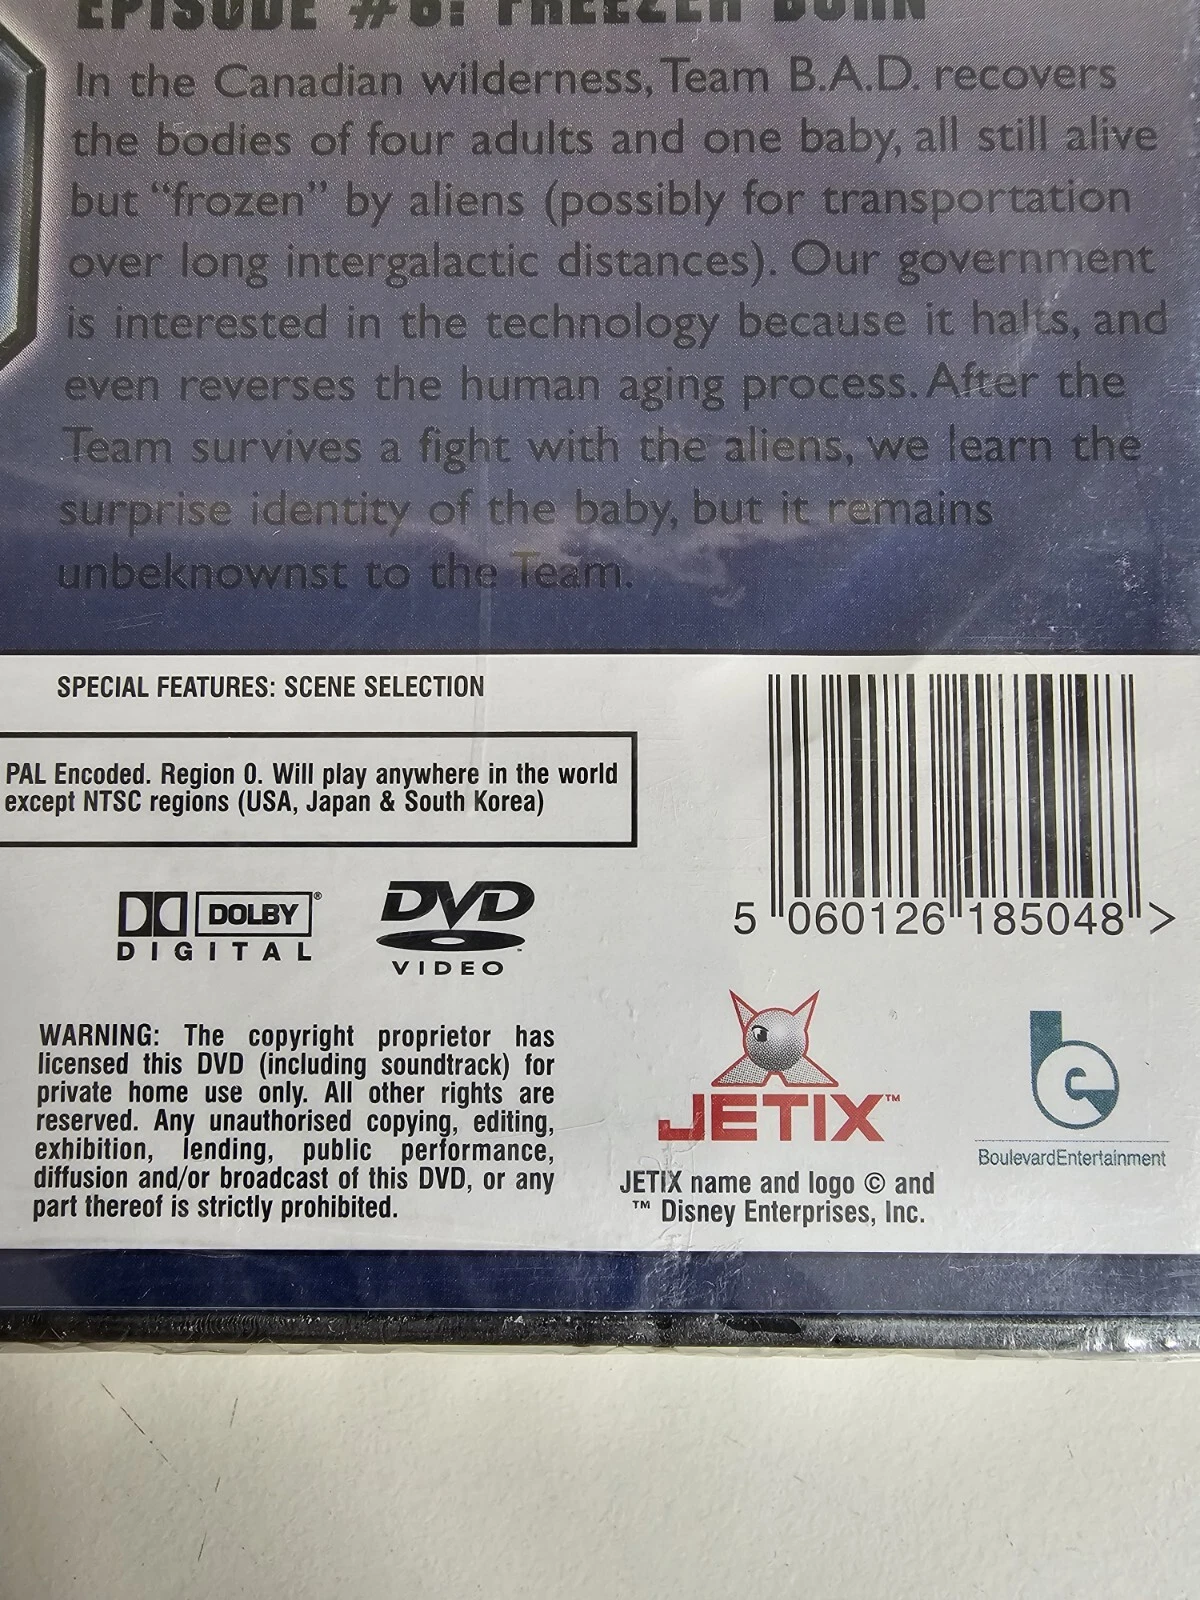 EPISODE #6: FREEZER BURN
In the Canadian wilderness, Team B.A.D. recovers
the bodies of four adults and one baby, all still alive
but “frozen” by aliens (possibly for transportation
over long intergalactic distances). Our government
is interested in the technology because it halts, and
even reverses the human aging process. After the
Team survives a fight with the aliens, we learn the
surprise identity of the baby, but it remains
unbeknownst to the Team.
SPECIAL FEATURES: SCENE SELECTION
PAL Encoded. Region 0. Will play anywhere in the world
except NTSC regions (USA, Japan & South Korea)
DOLBY®
DIGITAL
DVD
VIDEO
5 060126 185048 >
WARNING: The copyright proprietor has
licensed this DVD (including soundtrack) for
private home use only. All other rights are
reserved. Any unauthorised copying, editing,
exhibition, lending, public performance,
diffusion and/or broadcast of this DVD, or any
part thereof is strictly prohibited.
JETIX™
JETIX name and logo © and
™ Disney Enterprises, Inc.
be
BoulevardEntertainment